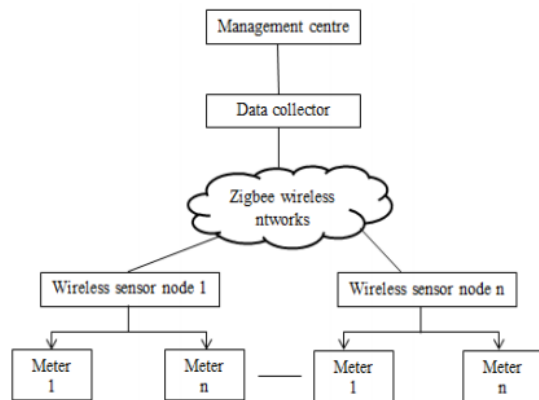 Management centre
Data collector
Zigbee wireless
ntworks
Wireless sensor node 1
Wireless sensor node n
Meter
1
Meter
n
Meter
1
Meter
n